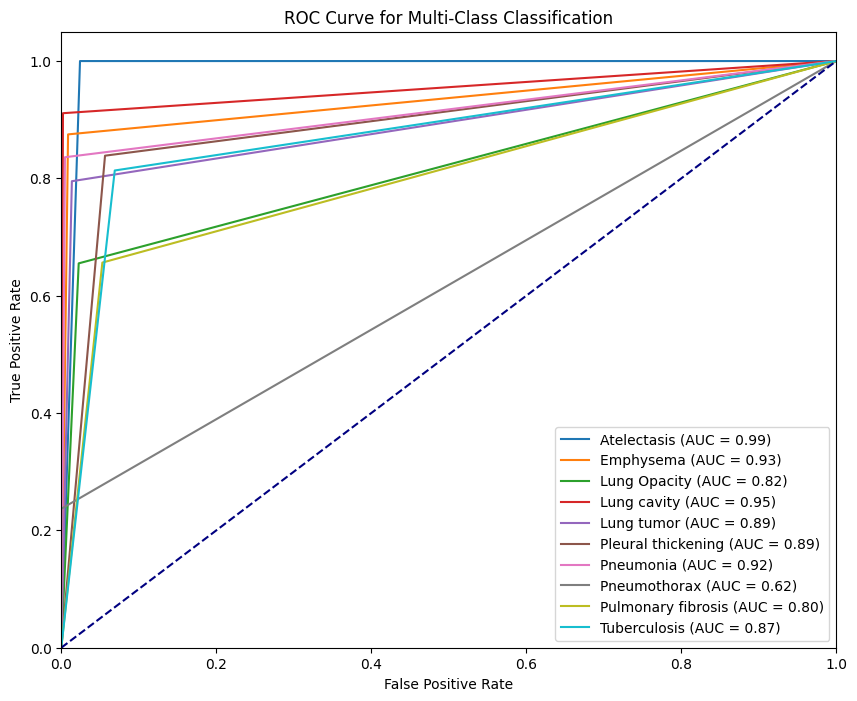 ROC Curve for Multi-Class Classification
1.0
0.8
0.6
0.4
0.2
0.0
True Positive Rate
Atelectasis (AUC = 0.99)
Emphysema (AUC = 0.93)
Lung Opacity (AUC = 0.82)
Lung cavity (AUC = 0.95)
Lung tumor (AUC = 0.89)
Pleural thickening (AUC = 0.89)
Pneumonia (AUC = 0.92)
Pneumothorax (AUC = 0.62)
Pulmonary fibrosis (AUC = 0.80)
Tuberculosis (AUC = 0.87)
0.0 0.2 0.4 0.6 0.8 1.0
False Positive Rate